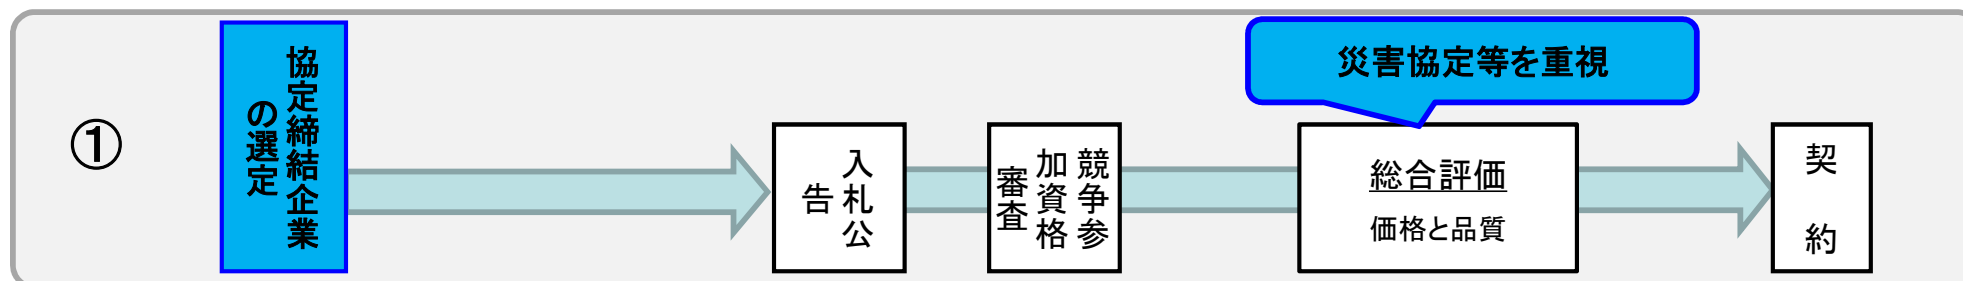 ①
協定締結企業
の選定
入札公
告
競争参
加資格
審査
災害協定等を重視
総合評価
価格と品質
契約